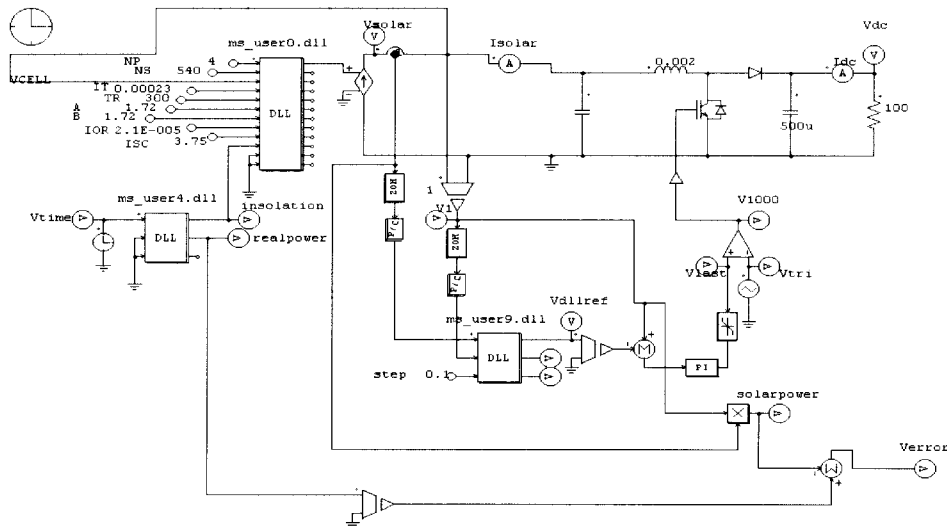 Vsolar
V
ms_user0.dll
Isolar
A
Vdc
V
0.002
Idc
A
NP
4
NS
540
VCELL
IT
0.00023
TR
300
A
1.72
B
1.72
DLL
IOR
2.1E-005
ISC
3.75
500u
100
ms_user4.dll
Vtime
V
DLL
insolation
V
realpower
V
ZOH
P/C
1
V1
V
ZOH
P/C
V1000
V
Vlast
V
Vtri
V
Vdllref
V
ms_user9.dll
DLL
V
V
step
0.1
PI
solarpower
V
Verror
V